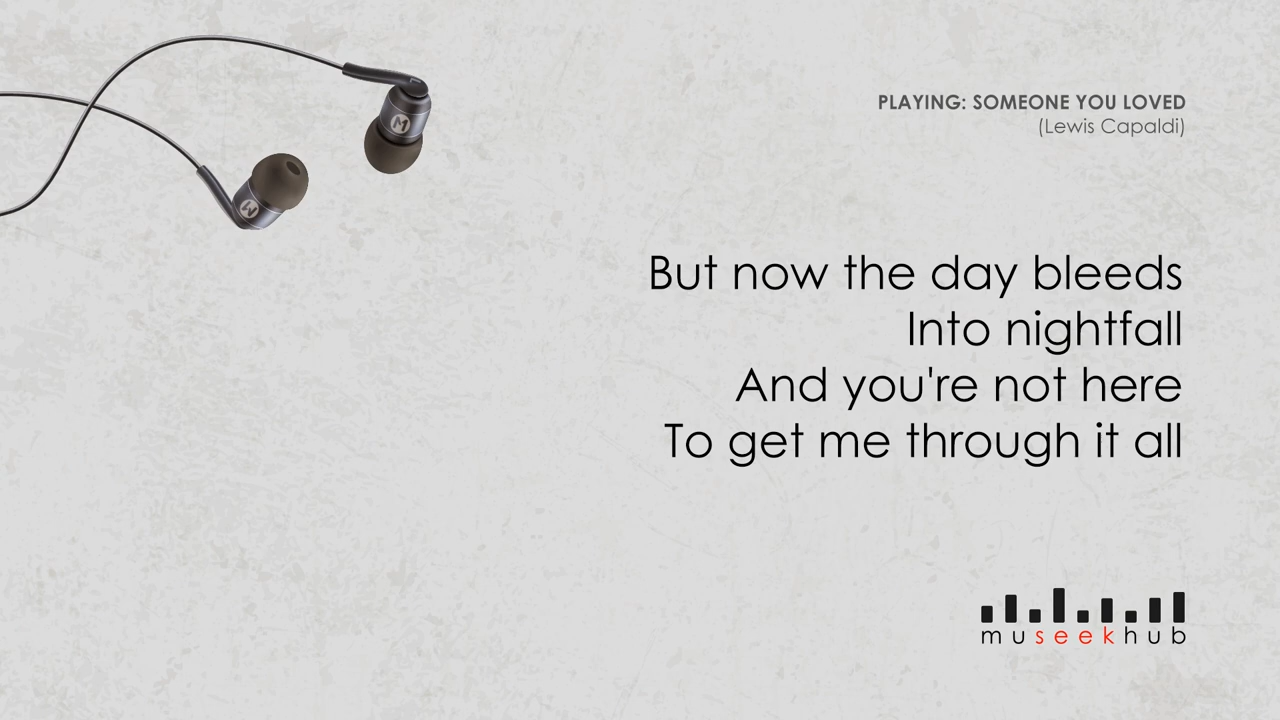 PLAYING: SOMEONE YOU LOVED
(Lewis Capaldi)
But now the day bleeds
Into nightfall
And you're not here
To get me through it all
museekhub
M
M